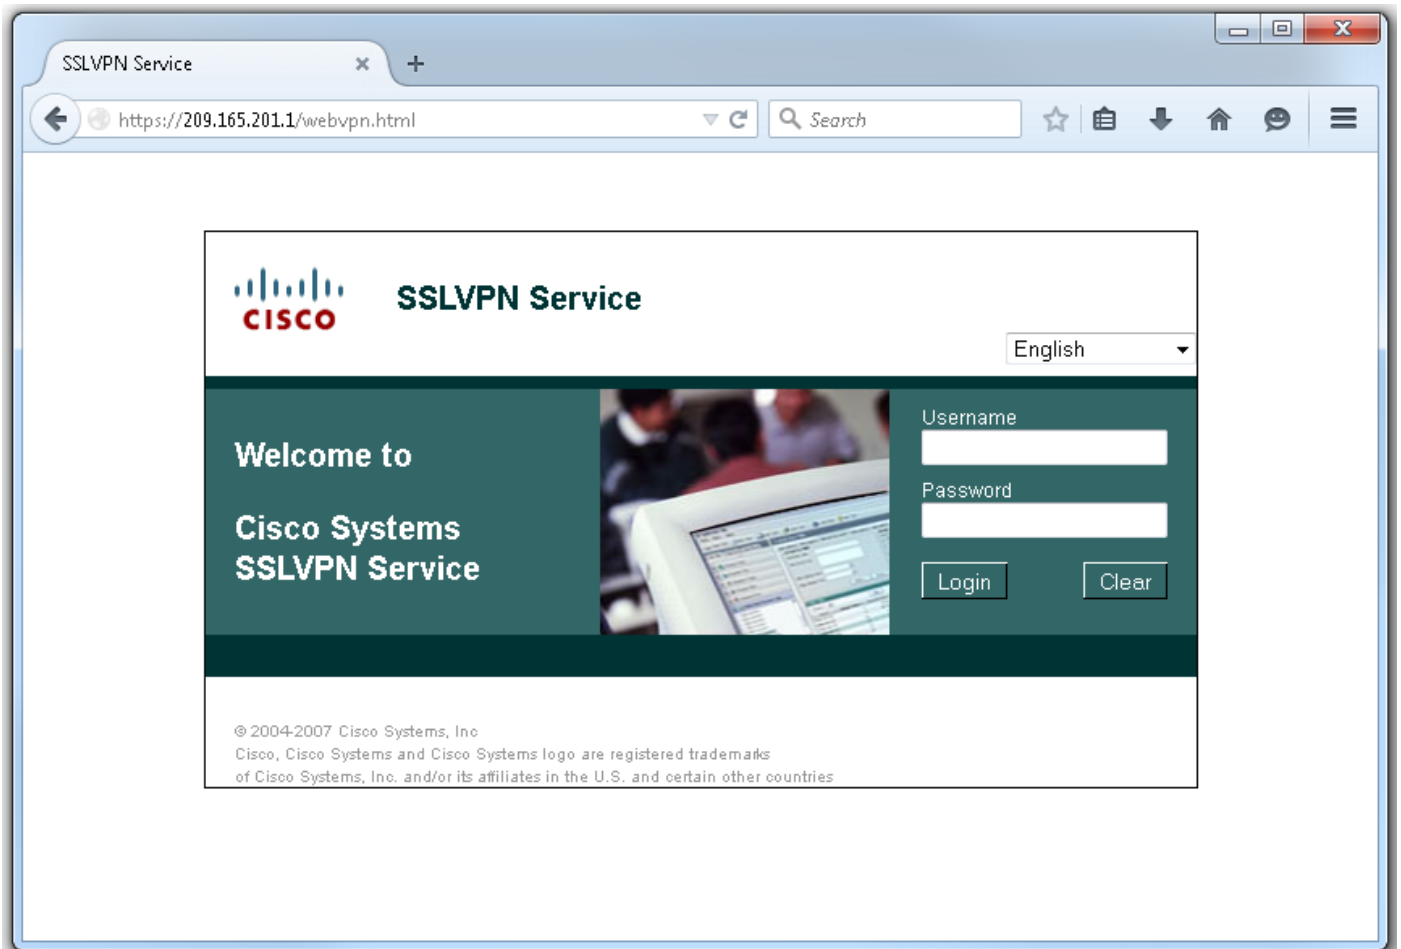 SSLVPN Service
https://209.165.201.1/webvpn.html
Search
CISCO
SSLVPN Service
English
Welcome to
Cisco Systems
SSLVPN Service
Username
Password
Login Clear
© 2004-2007 Cisco Systems, Inc
Cisco, Cisco Systems and Cisco Systems logo are registered trademarks
of Cisco Systems, Inc. and/or its affiliates in the U.S. and certain other countries